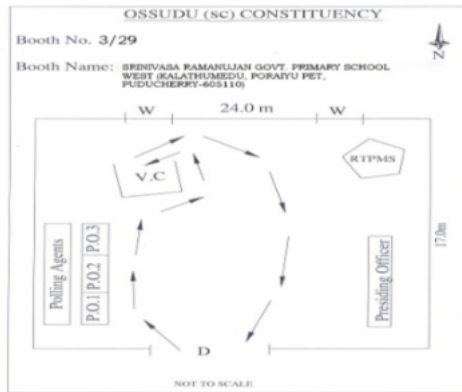 OSSUDU (SC) CONSTITUENCY
Booth No. 3/29
N
Booth Name: SRINIVASA RAMANUJAN GOVT. PRIMARY SCHOOL
WEST (KALATHUMEDU, PORAIYU PET,
PUDUCHERRY-605110)
W
24.0 m
W
V.C
RTPMS
17.0m
Polling Agents
P.O.1 P.O.2 P.O.3
Presiding Officer
D
NOT TO SCALE